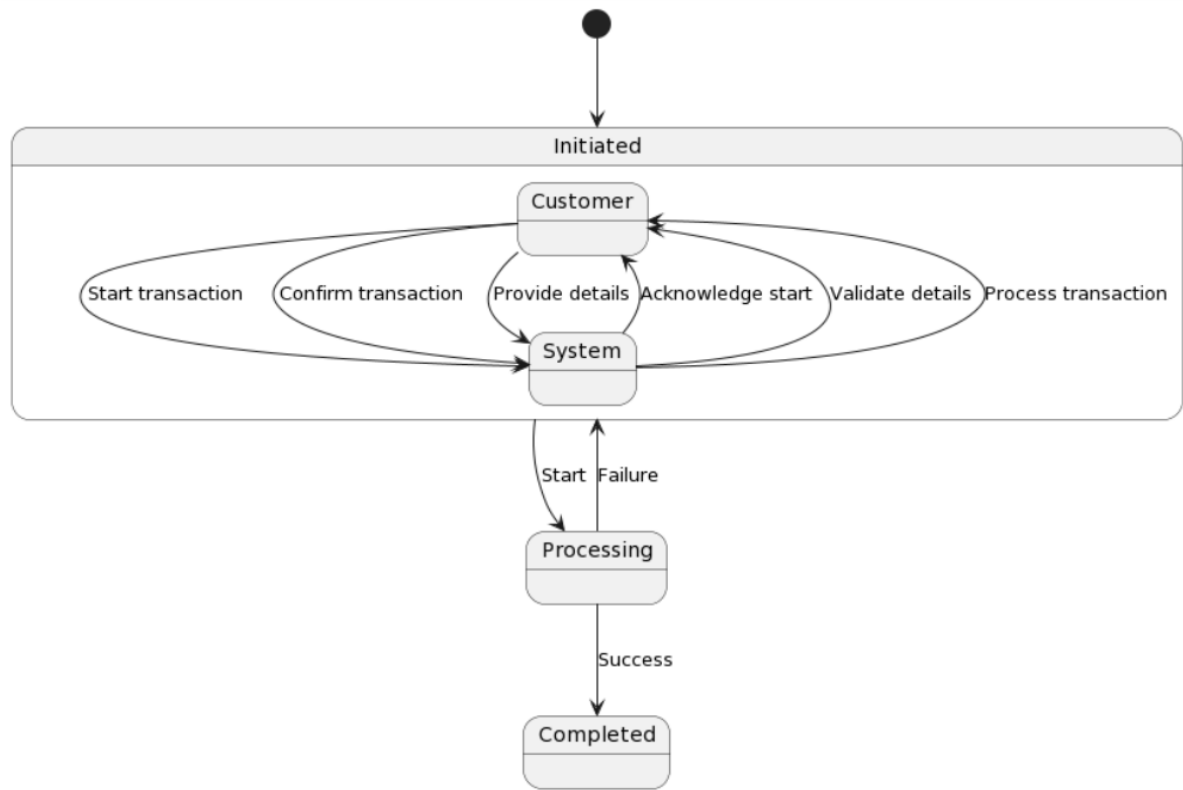 Initiated
Customer
Start transaction
Confirm transaction
Provide details
Acknowledge start
Validate details
Process transaction
System
Start
Failure
Processing
Success
Completed